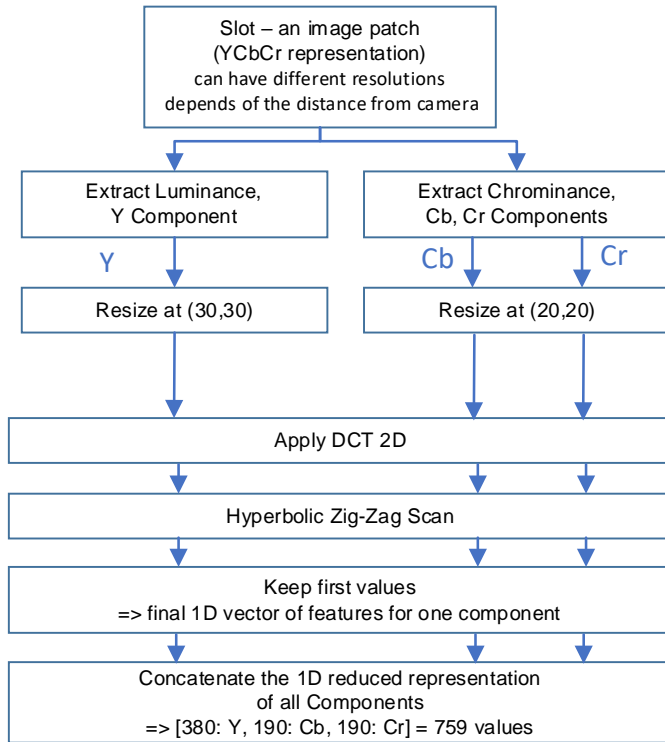 Slot – an image patch
(YCbCr representation)
can have different resolutions
depends of the distance from camera
Extract Luminance,
Y Component
Extract Chrominance,
Cb, Cr Components
Y
Cb
Cr
Resize at (30,30)
Resize at (20,20)
Apply DCT 2D
Hyperbolic Zig-Zag Scan
Keep first values
=> final 1D vector of features for one component
Concatenate the 1D reduced representation
of all Components
=> [380: Y, 190: Cb, 190: Cr] = 759 values